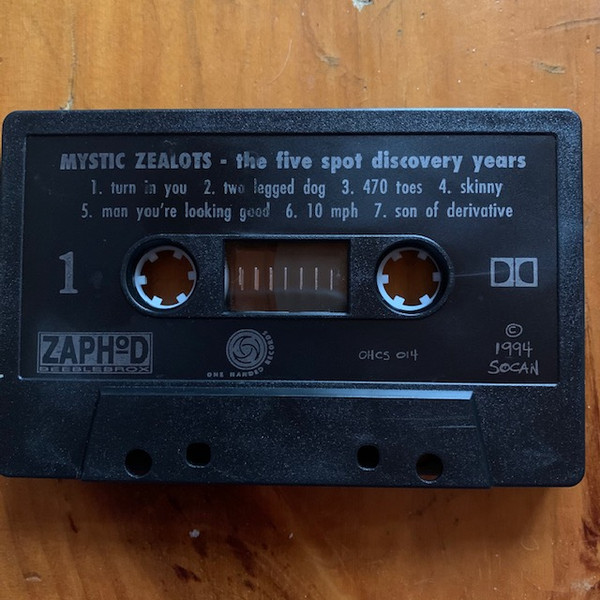 MYSTIC ZEALOTS - the five spot discovery years
1. turn in you 2. two legged dog 3. 470 toes 4. skinny
5. man you're looking good 6. 10 mph 7. son of derivative
1
ZAPHOD
BEEBLEBROX
ONE HANDED RECORDS
OHCS 014
©
1994
SOCAN